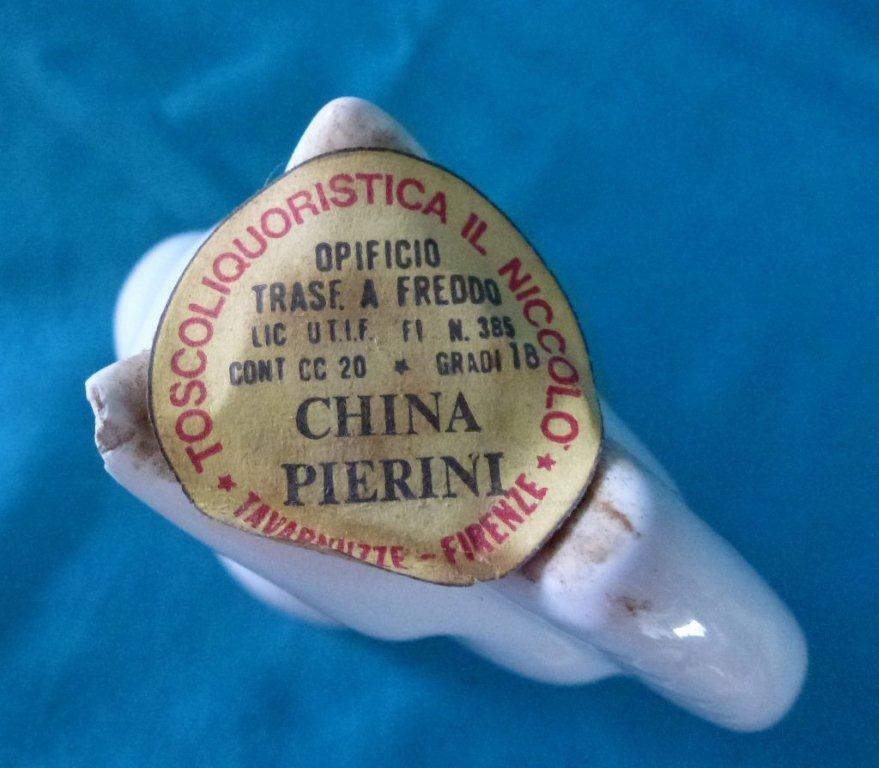 TOSCOLIQUORISTICA IL NICCOLO'
OPIFICIO
TRASF. A FREDDO
LIC U.T.I.F. FI N. 385
CONT CC 20 * GRADI 18
CHINA
PIERINI
* TAVARNUZZE - FIRENZE *